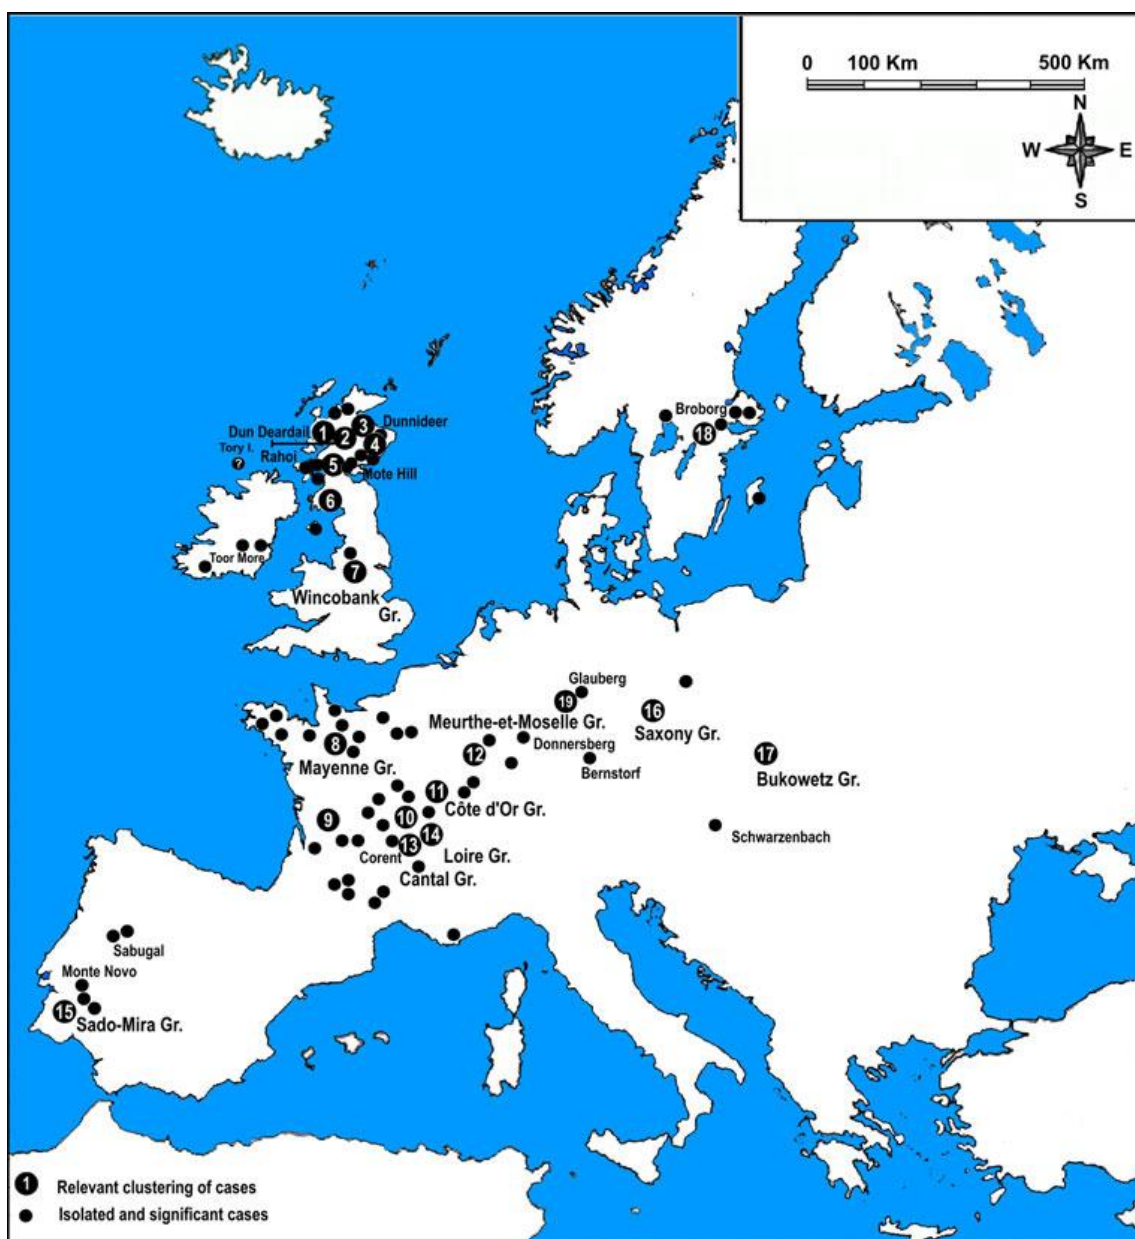 0 100 Km 500 Km
N
W E
S
Broborg
18
3 Dunnideer
1
2
Dun Deardail
4
Tory I.
?
Rahoi
5
Mote Hill
6
Toor More
7
Wincobank
Gr.
Glauberg
19
16
Meurthe-et-Moselle Gr.
Saxony Gr.
8
Donnersberg
12
17
Mayenne Gr.
Bernstorf
Bukowetz Gr.
11
Côte d'Or Gr.
9
10
14
Schwarzenbach
13
Corent
Loire Gr.
Cantal Gr.
Sabugal
Monte Novo
15
Sado-Mira Gr.
1 Relevant clustering of cases
Isolated and significant cases